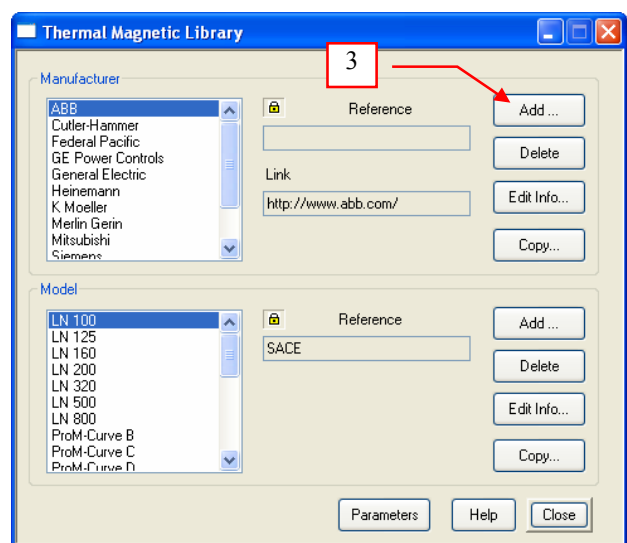 Thermal Magnetic Library
3
Manufacturer
ABB
Cutler-Hammer
Federal Pacific
GE Power Controls
General Electric
Heinemann
K Moeller
Merlin Gerin
Mitsubishi
Siemens
Reference
Link
http://www.abb.com/
Add ...
Delete
Edit Info...
Copy...
Model
LN 100
LN 125
LN 160
LN 200
LN 320
LN 500
LN 800
ProM-Curve B
ProM-Curve C
ProM-Curve D
Reference
SACE
Add ...
Delete
Edit Info...
Copy...
Parameters
Help
Close